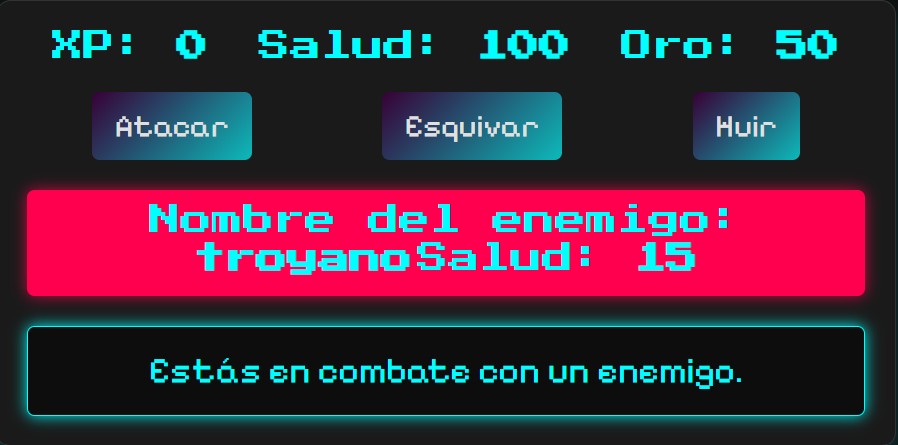 XP: 0 Salud: 100 Oro: 50
Atacar Esquivar Huir
Nombre del enemigo:
troyanoSalud: 15
Estás en combate con un enemigo.